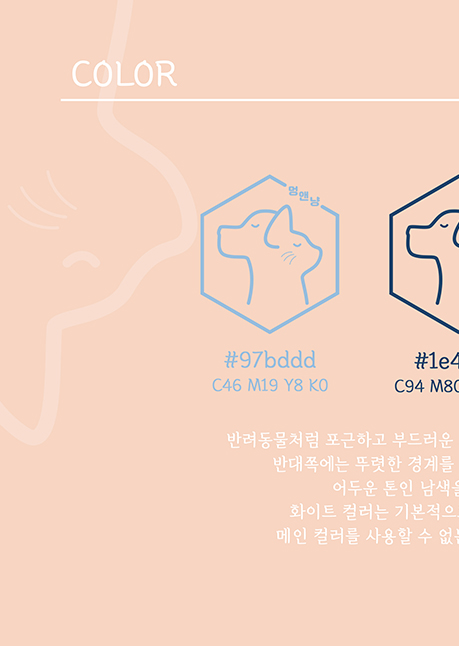 COLOR
멍앤냥
#97bddd
C46 M19 Y8 K0
#1e4
C94 M80
반려동물처럼 포근하고 부드러운
반대쪽에는 뚜렷한 경계를
어두운 톤인 남색을
화이트 컬러는 기본적으
메인 컬러를 사용할 수 없는